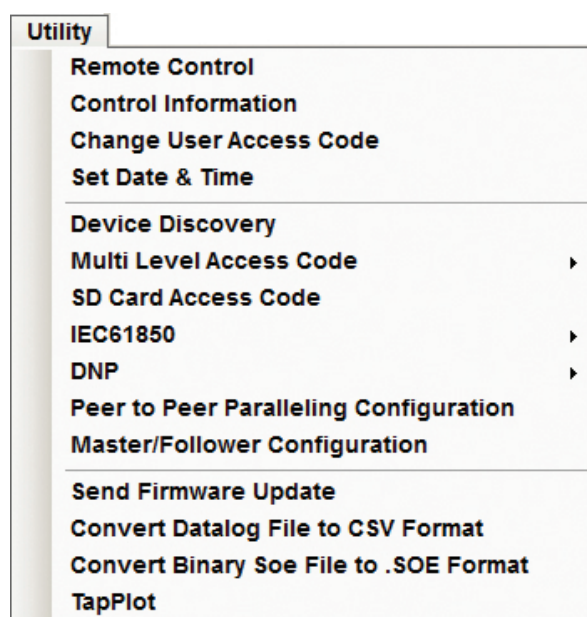 Utility
Remote Control
Control Information
Change User Access Code
Set Date & Time
Device Discovery
Multi Level Access Code
SD Card Access Code
IEC61850
DNP
Peer to Peer Paralleling Configuration
Master/Follower Configuration
Send Firmware Update
Convert Datalog File to CSV Format
Convert Binary Soe File to .SOE Format
TapPlot